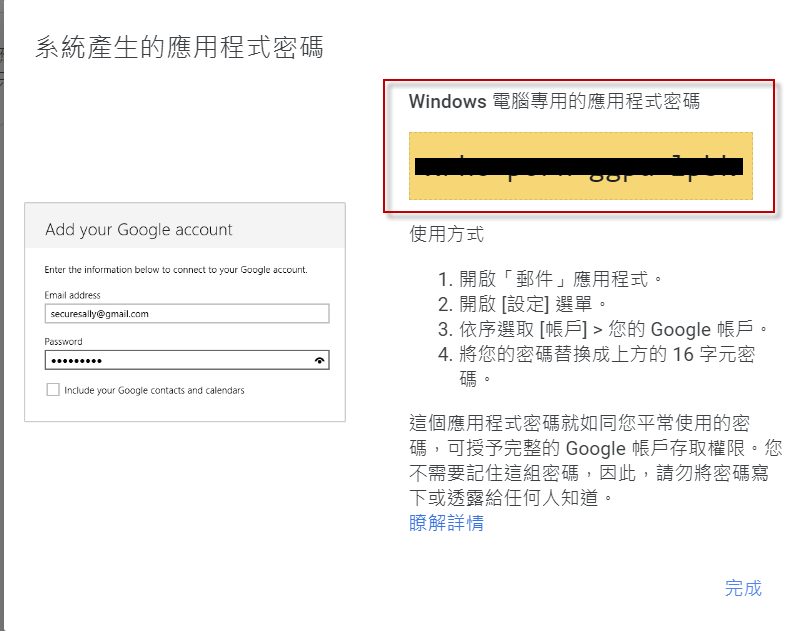 系統產生的應用程式密碼
Windows 電腦專用的應用程式密碼
Add your Google account
Enter the information below to connect to your Google account.
Email address
securesally@gmail.com
Password
Include your Google contacts and calendars
使用方式
1. 開啟「郵件」應用程式。
2. 開啟 [設定] 選單。
3. 依序選取 [帳戶] > 您的 Google 帳戶。
4. 將您的密碼替換成上方的 16 字元密
碼。
這個應用程式密碼就如同您平常使用的密
碼，可授予完整的 Google 帳戶存取權限。您
不需要記住這組密碼，因此，請勿將密碼寫
下或透露給任何人知道。
瞭解詳情
完成